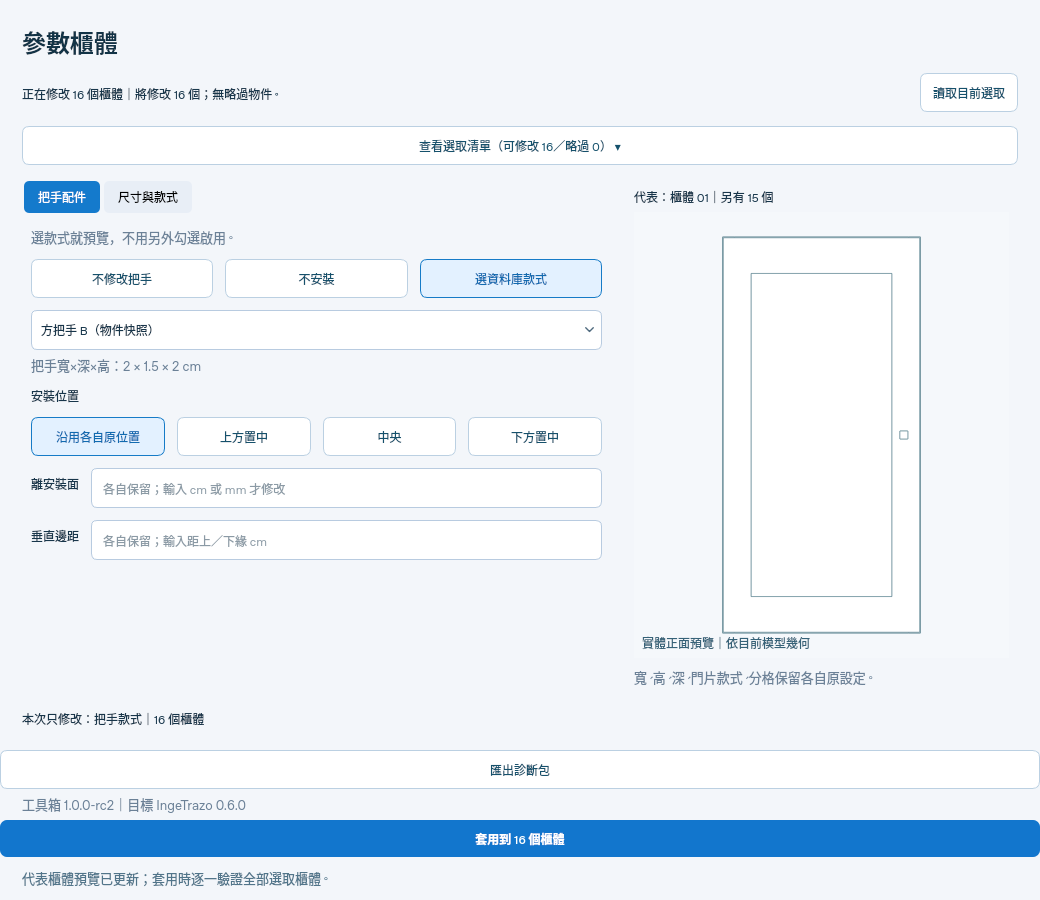 參數櫃體
正在修改 16 個櫃體｜將修改 16 個；無略過物件。
讀取目前選取
查看選取清單（可修改 16／略過 0） ▾
把手配件
尺寸與款式
選款式就預覽，不用另外勾選啟用。
不修改把手
不安裝
選資料庫款式
方把手 B（物件快照）
把手寬×深×高：2 × 1.5 × 2 cm
安裝位置
沿用各自原位置
上方置中
中央
下方置中
離安裝面
各自保留；輸入 cm 或 mm 才修改
垂直邊距
各自保留；輸入距上／下緣 cm
代表：櫃體 01｜另有 15 個
實體正面預覽｜依目前模型幾何
寬、高、深、門片款式、分格保留各自原設定。
本次只修改：把手款式｜16 個櫃體
匯出診斷包
工具箱 1.0.0-rc2｜目標 IngeTrazo 0.6.0
套用到 16 個櫃體
代表櫃體預覽已更新；套用時逐一驗證全部選取櫃體。